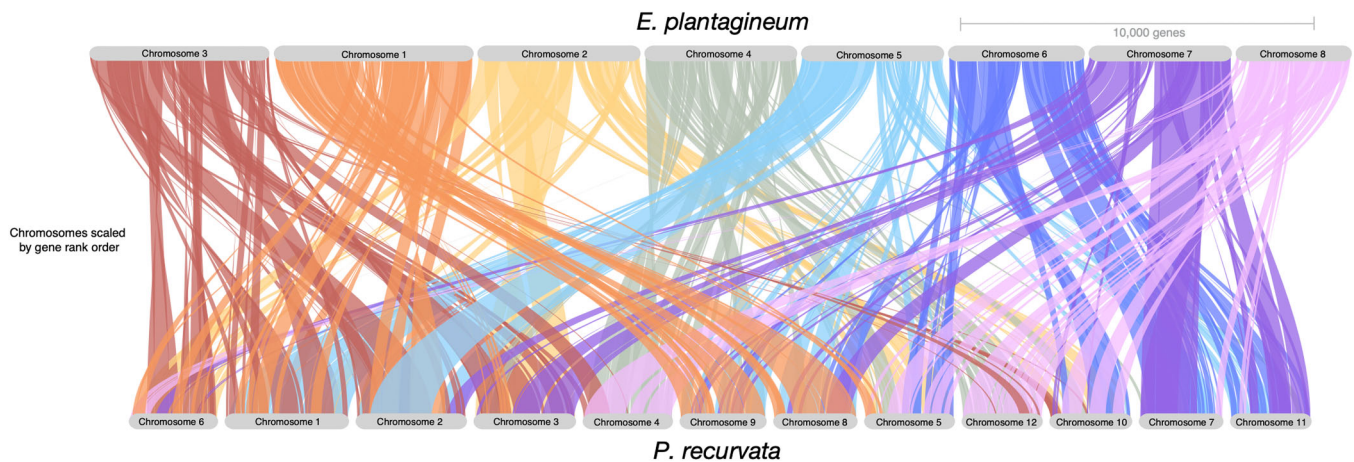 E. plantagineum
10,000 genes
Chromosome 3 Chromosome 1 Chromosome 2 Chromosome 4 Chromosome 5 Chromosome 6 Chromosome 7 Chromosome 8
Chromosomes scaled
by gene rank order
Chromosome 6 Chromosome 1 Chromosome 2 Chromosome 3 Chromosome 4 Chromosome 9 Chromosome 8 Chromosome 5 Chromosome 12 Chromosome 10 Chromosome 7 Chromosome 11
P. recurvata